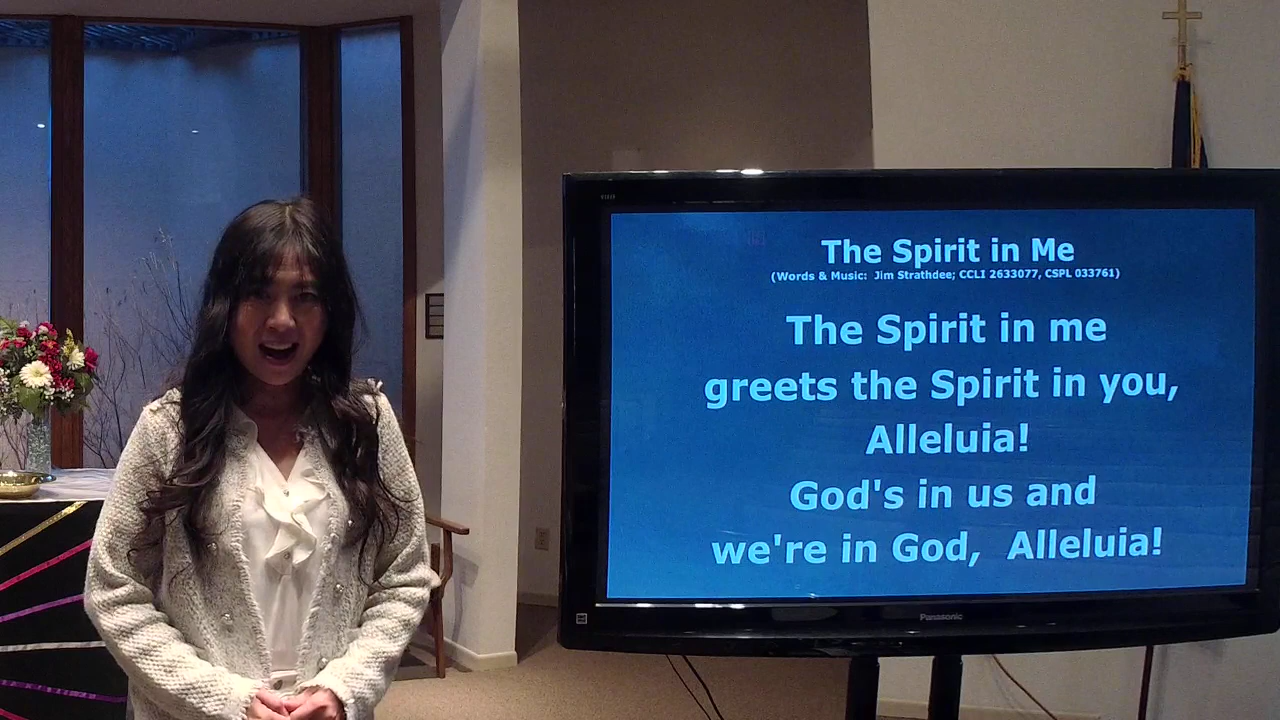 The Spirit in Me
(Words & Music: Jim Strathdee; CCLI 2633077, CSPL 033761)
The Spirit in me
greets the Spirit in you,
Alleluia!
God's in us and
we're in God, Alleluia!
Panasonic